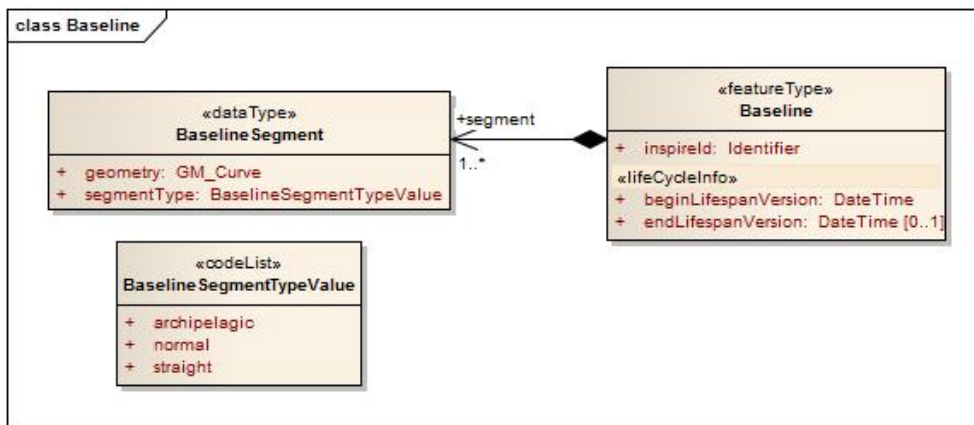 class Baseline
«dataType»
BaselineSegment
+ geometry: GM_Curve
+ segmentType: BaselineSegmentTypeValue
+segment
1..*
«featureType»
Baseline
+ inspireId: Identifier
«lifeCycleInfo»
+ beginLifespanVersion: DateTime
+ endLifespanVersion: DateTime [0..1]
«codeList»
BaselineSegmentTypeValue
+ archipelagic
+ normal
+ straight